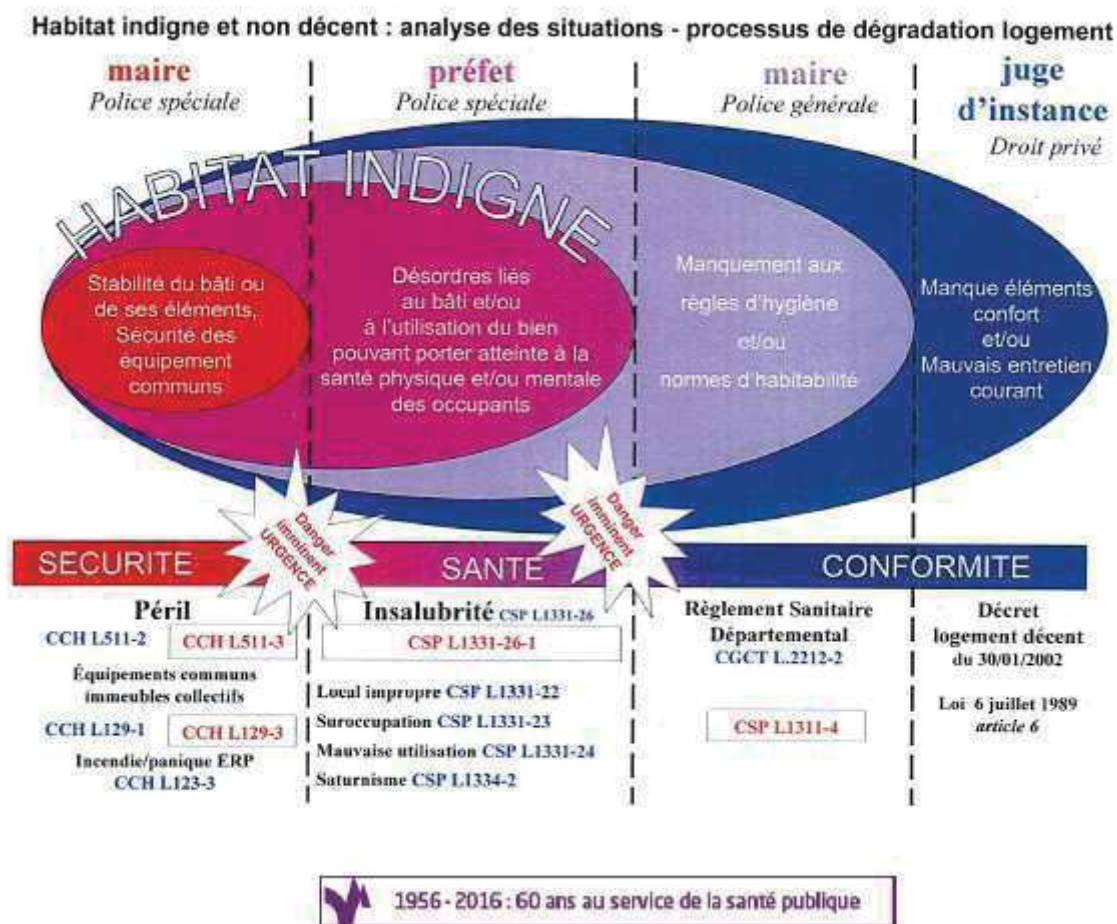 Habitat indigne et non décent : analyse des situations - processus de dégradation logement
maire
Police spéciale
préfet
Police spéciale
maire
Police générale
juge
d'instance
Droit privé
HABITAT INDIGNE
Stabilité du bâti ou
de ses éléments,
Sécurité des
équipement
communs
Désordres liés
au bâti et/ou
à l'utilisation du bien
pouvant porter atteinte à la
santé physique et/ou mentale
des occupants
Manquement aux
règles d'hygiène
et/ou
normes d'habitabilité
Manque éléments
confort
et/ou
Mauvais entretien
courant
Danger
imminent
URGENCE
Danger
imminent
URGENCE
SECURITE
SANTE
CONFORMITE
Péril
CCH L511-2 CCH L511-3
Équipements communs
immeubles collectifs
CCH L129-1 CCH L129-3
Incendie/panique ERP
CCH L123-3
Insalubrité CSP L1331-26
CSP L1331-26-1
Local impropre CSP L1331-22
Suroccupation CSP L1331-23
Mauvaise utilisation CSP L1331-24
Saturnisme CSP L1334-2
Règlement Sanitaire
Départemental
CGCT L.2212-2
CSP L1311-4
Décret
logement décent
du 30/01/2002
Loi 6 juillet 1989
article 6
1956 - 2016 : 60 ans au service de la santé publique